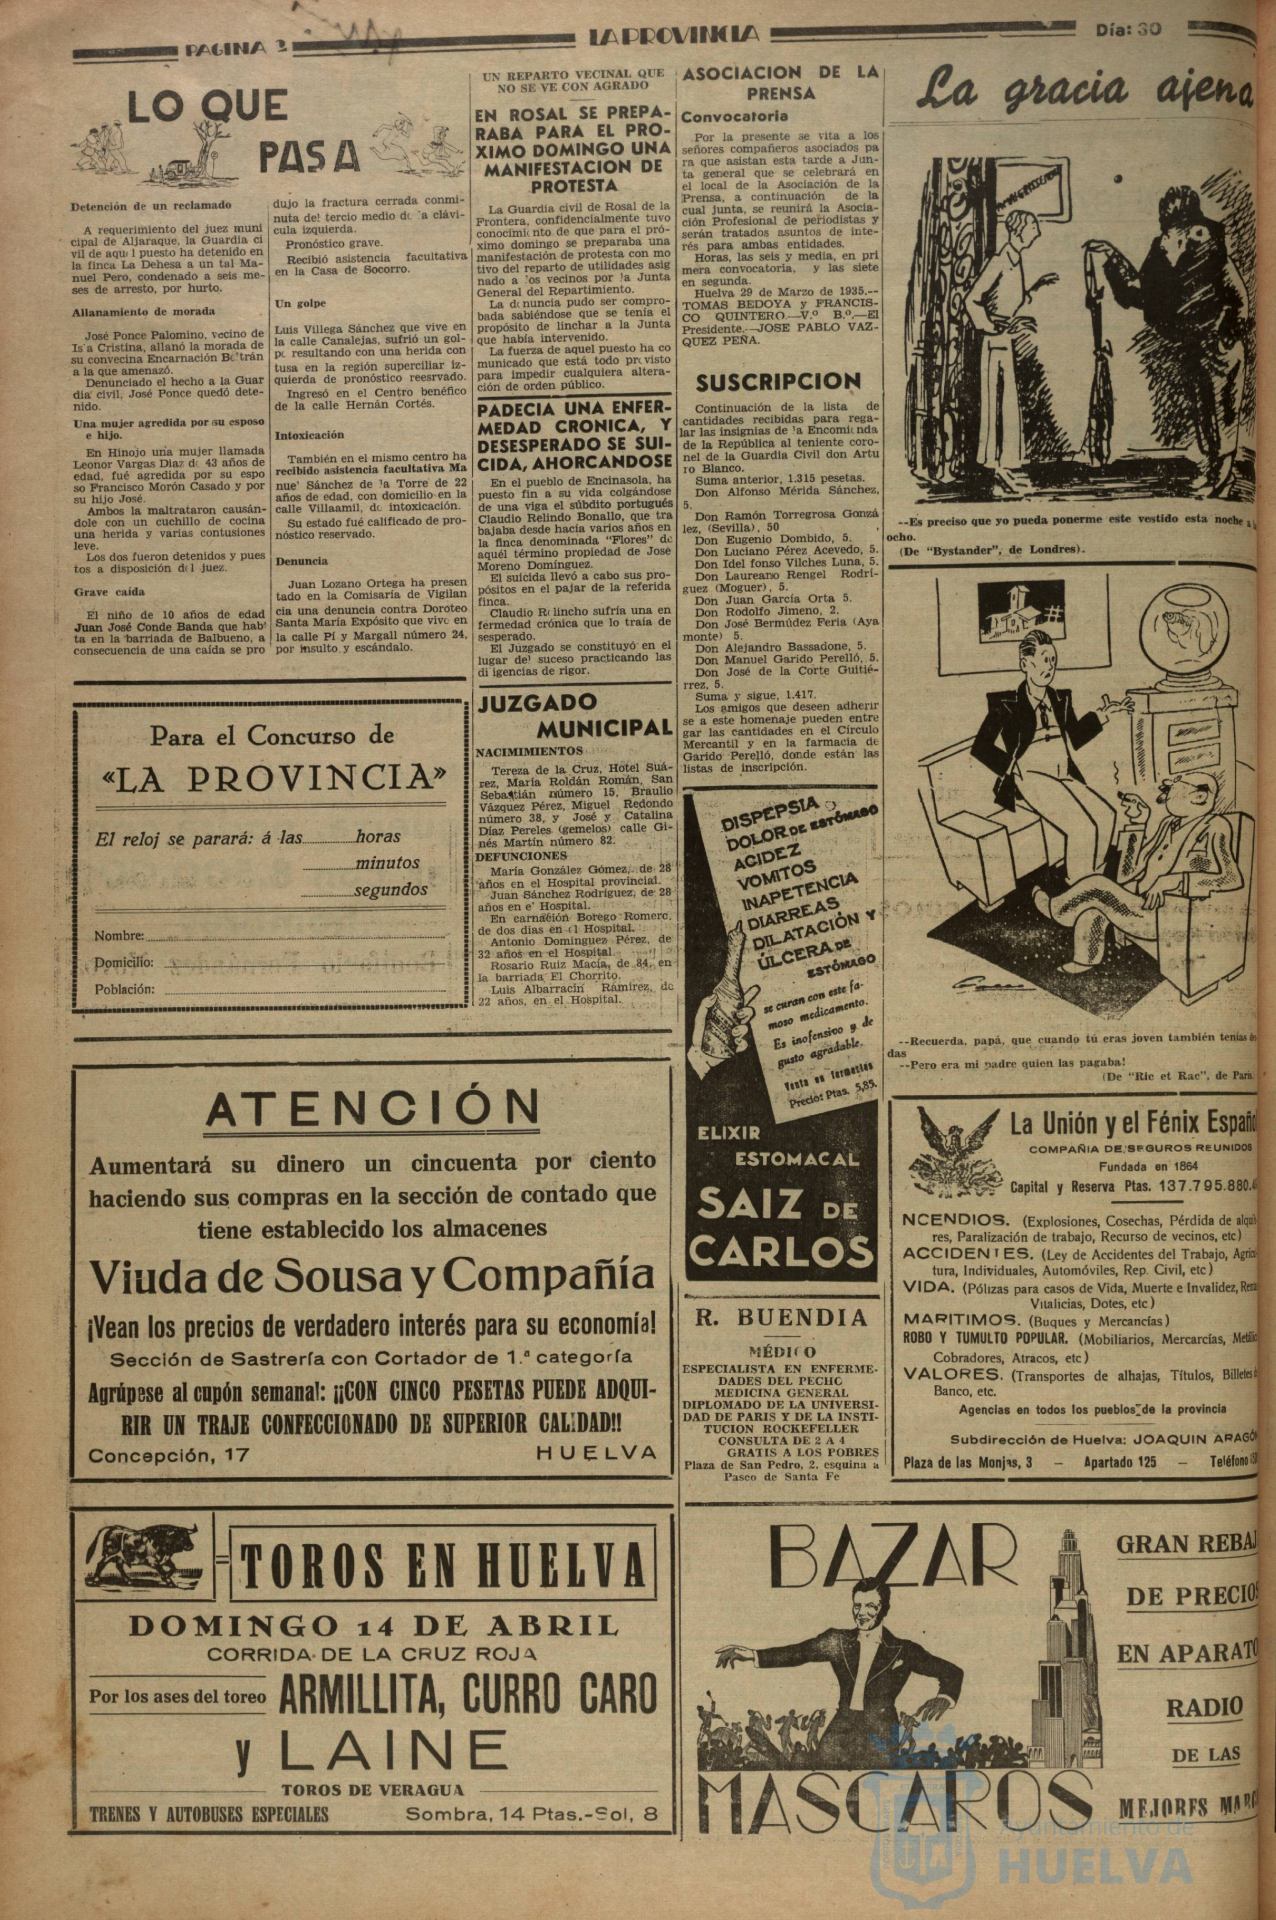 PAGINA 2
LA PROVINCIA
Día: 30
LO QUE
PASA
Detención de un reclamado
A requerimiento del juez muni
cipal de Aljaraque, la Guardia ci
vil de aquel puesto ha detenido en
la finca La Dehesa a un tal Ma-
nuel Pero, condenado a seis me-
ses de arresto, por hurto.
Allanamiento de morada
José Ponce Palomino, vecino de
Isla Cristina, allanó la morada de
su convecina Encarnación Beltrán
a la que amenazó.
Denunciado el hecho a la Guar
dia civil, José Ponce quedó dete-
nido.
Una mujer agredida por su esposo
e hijo.
En Hinojo una mujer llamada
Leonor Vargas Diaz de 43 años de
edad, fué agredida por su espo
so Francisco Morón Casado y por
su hijo José.
Ambos la maltrataron causán-
dole con un cuchillo de cocina
una herida y varias contusiones
leve.
Los dos fueron detenidos y pues
tos a disposición del juez.
Grave caída
El niño de 10 años de edad
Juan José Conde Banda que habi
ta en la barriada de Balbueno, a
consecuencia de una caída se pro
dujo la fractura cerrada conmi-
nuta del tercio medio de la clávi-
cula izquierda.
Pronóstico grave.
Recibió asistencia facultativa
en la Casa de Socorro.
Un golpe
Luis Villega Sánchez que vive en
la calle Canalejas, sufrió un gol-
pe resultando con una herida con
tusa en la región superciliar iz-
quierda de pronóstico reesrvado.
Ingresó en el Centro benéfico
de la calle Hernán Cortés.
Intoxicación
También en el mismo centro ha
recibido asistencia facultativa Ma
nuel Sánchez de la Torre de 22
años de edad, con domicilio en la
calle Villaamil, de intoxicación.
Su estado fué calificado de pro-
nóstico reservado.
Denuncia
Juan Lozano Ortega ha presen
tado en la Comisaría de Vigilan
cia una denuncia contra Doroteo
Santa María Expósito que vive en
la calle Pí y Margall número 24,
por insulto y escándalo.
Para el Concurso de
«LA PROVINCIA»
El reloj se parará: á las horas
minutos
segundos
Nombre:
Domicilio:
Población:
UN REPARTO VECINAL QUE
NO SE VE CON AGRADO
EN ROSAL SE PREPA-
RABA PARA EL PRO-
XIMO DOMINGO UNA
MANIFESTACION DE
PROTESTA
La Guardia civil de Rosal de la
Frontera, confidencialmente tuvo
conocimiento de que para el pró-
ximo domingo se preparaba una
manifestación de protesta con mo
tivo del reparto de utilidades asig
nado a los vecinos por la Junta
General del Repartimiento.
La denuncia pudo ser compro-
bada sabiéndose que se tenía el
propósito de linchar a la Junta
que había intervenido.
La fuerza de aquel puesto ha co
municado que está todo previsto
para impedir cualquiera altera-
ción de orden público.
PADECIA UNA ENFER-
MEDAD CRONICA, Y
DESESPERADO SE SUI-
CIDA, AHORCANDOSE
En el pueblo de Encinasola, ha
puesto fin a su vida colgándose
de una viga el súbdito portugués
Claudio Relindo Bonallo, que tra
bajaba desde hacía varios años en
la finca denominada "Flores" de
aquél término propiedad de José
Moreno Domínguez.
El suicida llevó a cabo sus pro-
pósitos en el pajar de la referida
finca.
Claudio Relincho sufría una en
fermedad crónica que lo traía de-
sesperado.
El Juzgado se constituyó en el
lugar del suceso practicando las
diligencias de rigor.
JUZGADO
MUNICIPAL
NACIMIMIENTOS
Tereza de la Cruz, Hotel Suá-
rez, María Roldán Román, San
Sebastián número 15, Braulio
Vázquez Pérez, Miguel Redondo
número 38, y José y Catalina
Díaz Pereles (gemelos) calle Gi-
nés Martín número 82.
DEFUNCIONES
María González Gómez, de 28
años en el Hospital provincial.
Juan Sánchez Rodríguez, de 28
años en el Hospital.
En carnación Borego Romero,
de dos dias en el Hospital.
Antonio Dominguez Pérez, de
32 años en el Hospital
Rosario Ruiz Macía, de 84, en
la barriada El Chorrito.
Luis Albarracín Ramírez, de
22 años, en el Hospital.
ASOCIACION DE LA
PRENSA
Convocatoria
Por la presente se vita a los
señores compañeros asociados pa
ra que asistan esta tarde a Jun-
ta general que se celebrará en
el local de la Asociación de la
Prensa, a continuación de la
cual junta, se reunirá la Asocia-
ción Profesional de periodistas y
serán tratados asuntos de inte-
rés para ambas entidades.
Horas, las seis y media, en pri
mera convocatoria, y las siete
en segunda.
Huelva 29 de Marzo de 1935.--
TOMAS BEDOYA y FRANCIS-
CO QUINTERO.—V.º B.º.—El
Presidente.—JOSE PABLO VAZ-
QUEZ PEÑA.
SUSCRIPCION
Continuación de la lista de
cantidades recibidas para rega-
lar las insignias de la Encomienda
de la República al teniente coro-
nel de la Guardia Civil don Artu
ro Blanco.
Suma anterior, 1.315 pesetas.
Don Alfonso Mérida Sánchez,
5.
Don Ramón Torregrosa Gonzá
lez, (Sevilla), 50
Don Eugenio Dombido, 5.
Don Luciano Pérez Acevedo, 5.
Don Idel fonso Vilches Luna, 5.
Don Laureano Rengel Rodrí-
guez (Moguer), 5.
Don Juan García Orta 5.
Don Rodolfo Jimeno, 2.
Don José Bermúdez Feria (Aya
monte) 5.
Don Alejandro Bassadone, 5.
Don Manuel Garido Perelló, 5.
Don José de la Corte Gutié-
rrez, 5.
Suma y sigue, 1.417.
Los amigos que deseen adherir
se a este homenaje pueden entre
gar las cantidades en el Círculo
Mercantil y en la farmacia de
Garido Perelló, donde están las
listas de inscripción.
DISPEPSIA
DOLOR DE ESTÓMAGO
ACIDEZ
VOMITOS
INAPETENCIA
DIARREAS
DILATACIÓN Y
ÚLCERA DE
ESTÓMAGO
se curan con este fa-
moso medicamento.
Es inofensivo y de
gusto agradable.
Venta en farmacias
Precio: Ptas. 5,85.
ELIXIR
ESTOMACAL
SAIZ DE
CARLOS
R. BUENDIA
MÉDICO
ESPECIALISTA EN ENFERME-
DADES DEL PECHO
MEDICINA GENERAL
DIPLOMADO DE LA UNIVERSI-
DAD DE PARIS Y DE LA INSTI-
TUCION ROCKEFELLER
CONSULTA DE 2 A 4
GRATIS A LOS POBRES
Plaza de San Pedro, 2, esquina a
Paseo de Santa Fe
La gracia ajena
--Es preciso que yo pueda ponerme este vestido esta noche a
ocho.
(De "Bystander", de Londres).
--Recuerda, papá, que cuando tú eras joven también tenías
das
--Pero era mi padre quien las pagaba!
(De "Ric et Rac", de París.
La Unión y el Fénix Españo
COMPAÑIA DE SEGUROS REUNIDOS
Fundada en 1864
Capital y Reserva Ptas. 137.795.880.
NCENDIOS. (Explosiones, Cosechas, Pérdida de alqui
res, Paralización de trabajo, Recurso de vecinos, etc)
ACCIDENTES. (Ley de Accidentes del Trabajo, Agric
tura, Individuales, Automóviles, Rep. Civil, etc)
VIDA. (Pólizas para casos de Vida, Muerte e Invalidez, Ren
Vitalicias, Dotes, etc)
MARITIMOS. (Buques y Mercancías)
ROBO Y TUMULTO POPULAR. (Mobiliarios, Mercarcías, Metáli
Cobradores, Atracos, etc)
VALORES. (Transportes de alhajas, Títulos, Billetes d
Banco, etc.
Agencias en todos los pueblos de la provincia
Subdirección de Huelva: JOAQUIN ARAGÓN
Plaza de las Monjas, 3 — Apartado 125 — Teléfono
ATENCIÓN
Aumentará su dinero un cincuenta por ciento
haciendo sus compras en la sección de contado que
tiene establecido los almacenes
Viuda de Sousa y Compañía
¡Vean los precios de verdadero interés para su economía!
Sección de Sastrería con Cortador de 1.ª categoría
Agrúpese al cupón semanal: ¡¡CON CINCO PESETAS PUEDE ADQUI-
RIR UN TRAJE CONFECCIONADO DE SUPERIOR CALIDAD!!
Concepción, 17 HUELVA
TOROS EN HUELVA
DOMINGO 14 DE ABRIL
CORRIDA DE LA CRUZ ROJA
Por los ases del toreo ARMILLITA, CURRO CARO
y LAINE
TOROS DE VERAGUA
TRENES Y AUTOBUSES ESPECIALES Sombra, 14 Ptas.-Sol, 8
BAZAR
MASCAROS
GRAN REBAJ
DE PRECIOS
EN APARATO
RADIO
DE LAS
MEJORES MARC
Ayuntamiento de
HUELVA